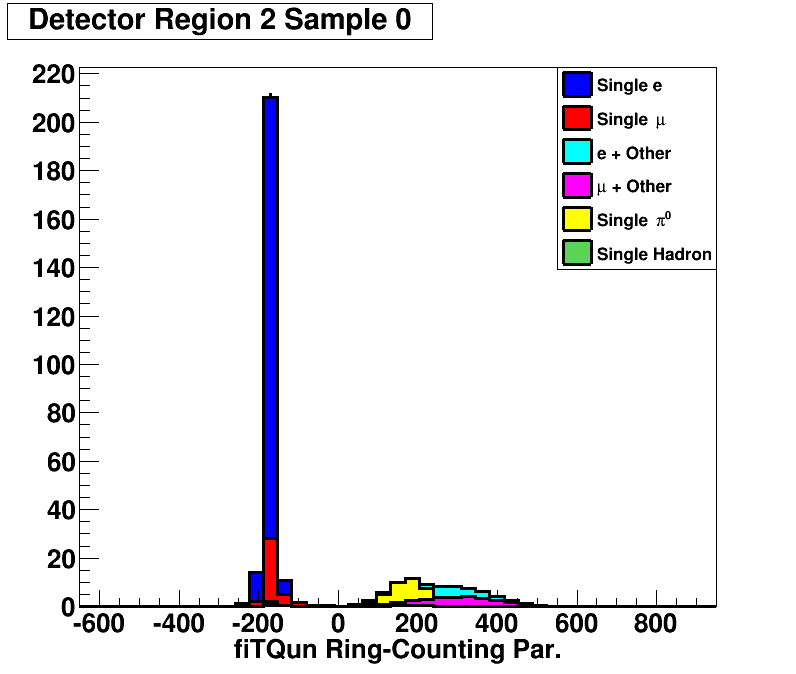 Detector Region 2 Sample 0
220
200
180
160
140
120
100
80
60
40
20
0
Single e
Single μ
e + Other
μ + Other
Single π⁰
Single Hadron
-600 -400 -200 0 200 400 600 800
fiTQun Ring-Counting Par.